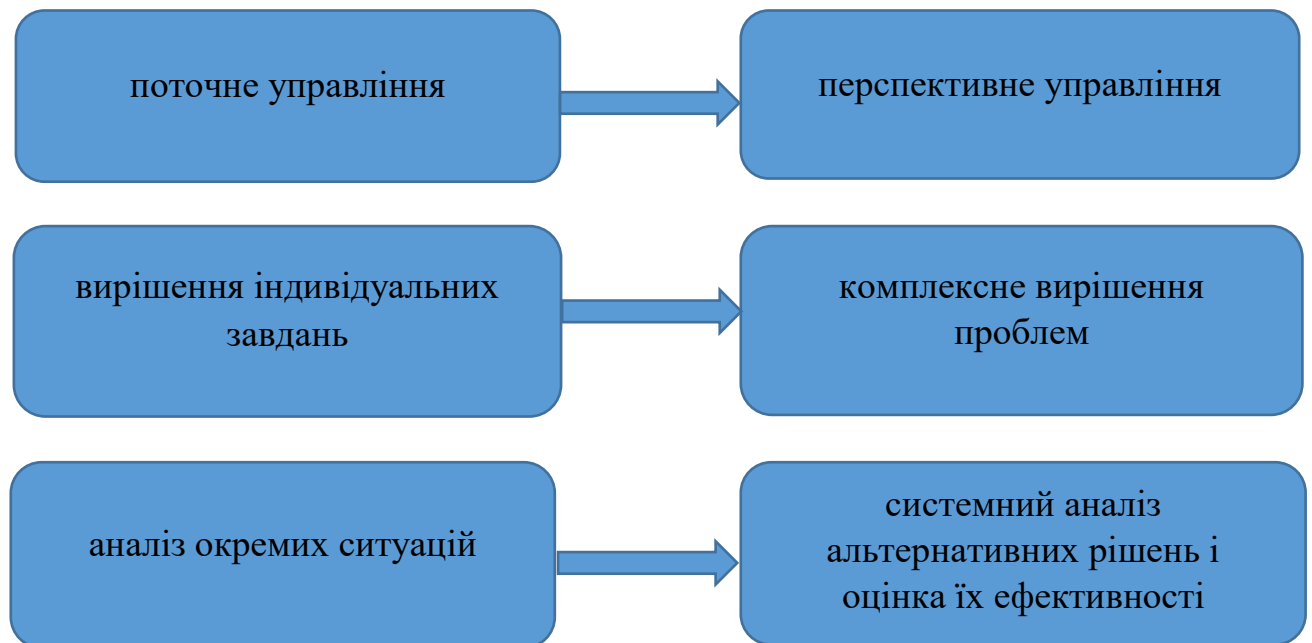 поточне управління
перспективне управління
вирішення індивідуальних
завдань
комплексне вирішення
проблем
аналіз окремих ситуацій
системний аналіз
альтернативних рішень і
оцінка їх ефективності